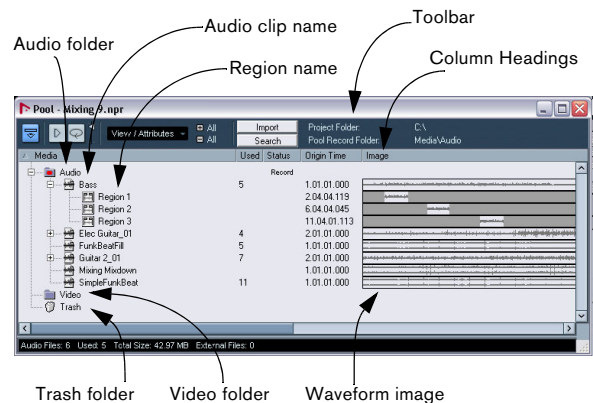 Toolbar
Audio clip name
Audio folder
Column Headings
Region name
Pool - Mixing 9.npr
View / Attributes
All
All
Import
Search
Project Folder: C:\
Pool Record Folder: Media\Audio
Media Used Status Origin Time Image
Audio Record
Bass 5 1.01.01.000
Region 1 2.04.04.119
Region 2 6.04.04.045
Region 3 11.04.01.113
Elec Guitar_01 4 2.01.01.000
FunkBeatFill 5 1.01.01.000
Guitar 2_01 7 2.01.01.000
Mixing Mixdown 1.01.01.000
SimpleFunkBeat 11 1.01.01.000
Video
Trash
Audio Files: 6 Used: 5 Total Size: 42.97 MB External Files: 0
Trash folder Video folder Waveform image